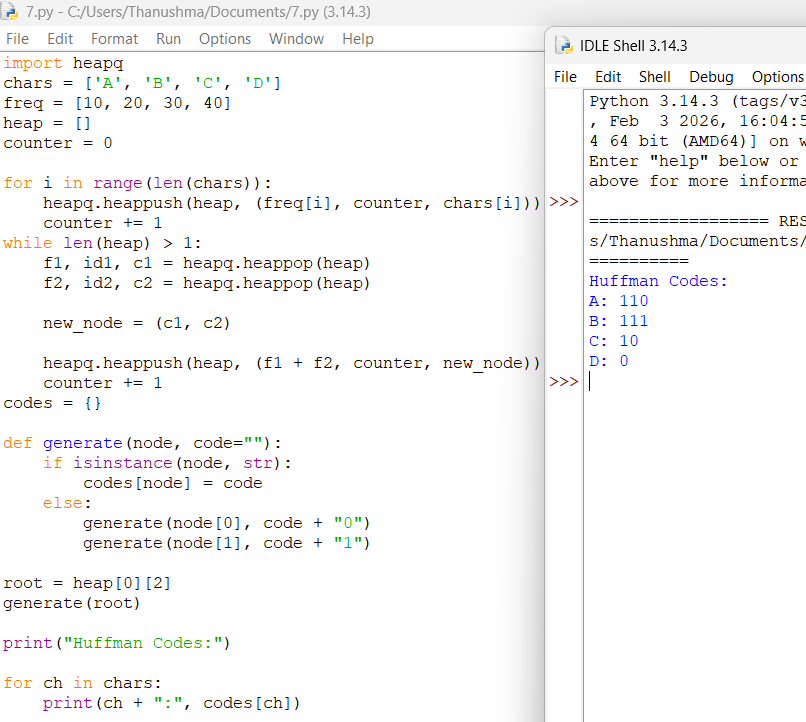 7.py - C:/Users/Thanushma/Documents/7.py (3.14.3)
File Edit Format Run Options Window Help
import heapq
chars = ['A', 'B', 'C', 'D']
freq = [10, 20, 30, 40]
heap = []
counter = 0

for i in range(len(chars)):
    heapq.heappush(heap, (freq[i], counter, chars[i]))
    counter += 1
while len(heap) > 1:
    f1, id1, c1 = heapq.heappop(heap)
    f2, id2, c2 = heapq.heappop(heap)

    new_node = (c1, c2)

    heapq.heappush(heap, (f1 + f2, counter, new_node))
    counter += 1
codes = {}

def generate(node, code=""):
    if isinstance(node, str):
        codes[node] = code
    else:
        generate(node[0], code + "0")
        generate(node[1], code + "1")

root = heap[0][2]
generate(root)

print("Huffman Codes:")

for ch in chars:
    print(ch + ":", codes[ch])
IDLE Shell 3.14.3
File Edit Shell Debug Options
Python 3.14.3 (tags/v3
, Feb  3 2026, 16:04:5
4 64 bit (AMD64)] on w
Enter "help" below or
above for more informa
>>>
================== RES
s/Thanushma/Documents/
==========
Huffman Codes:
A: 110
B: 111
C: 10
D: 0
>>>